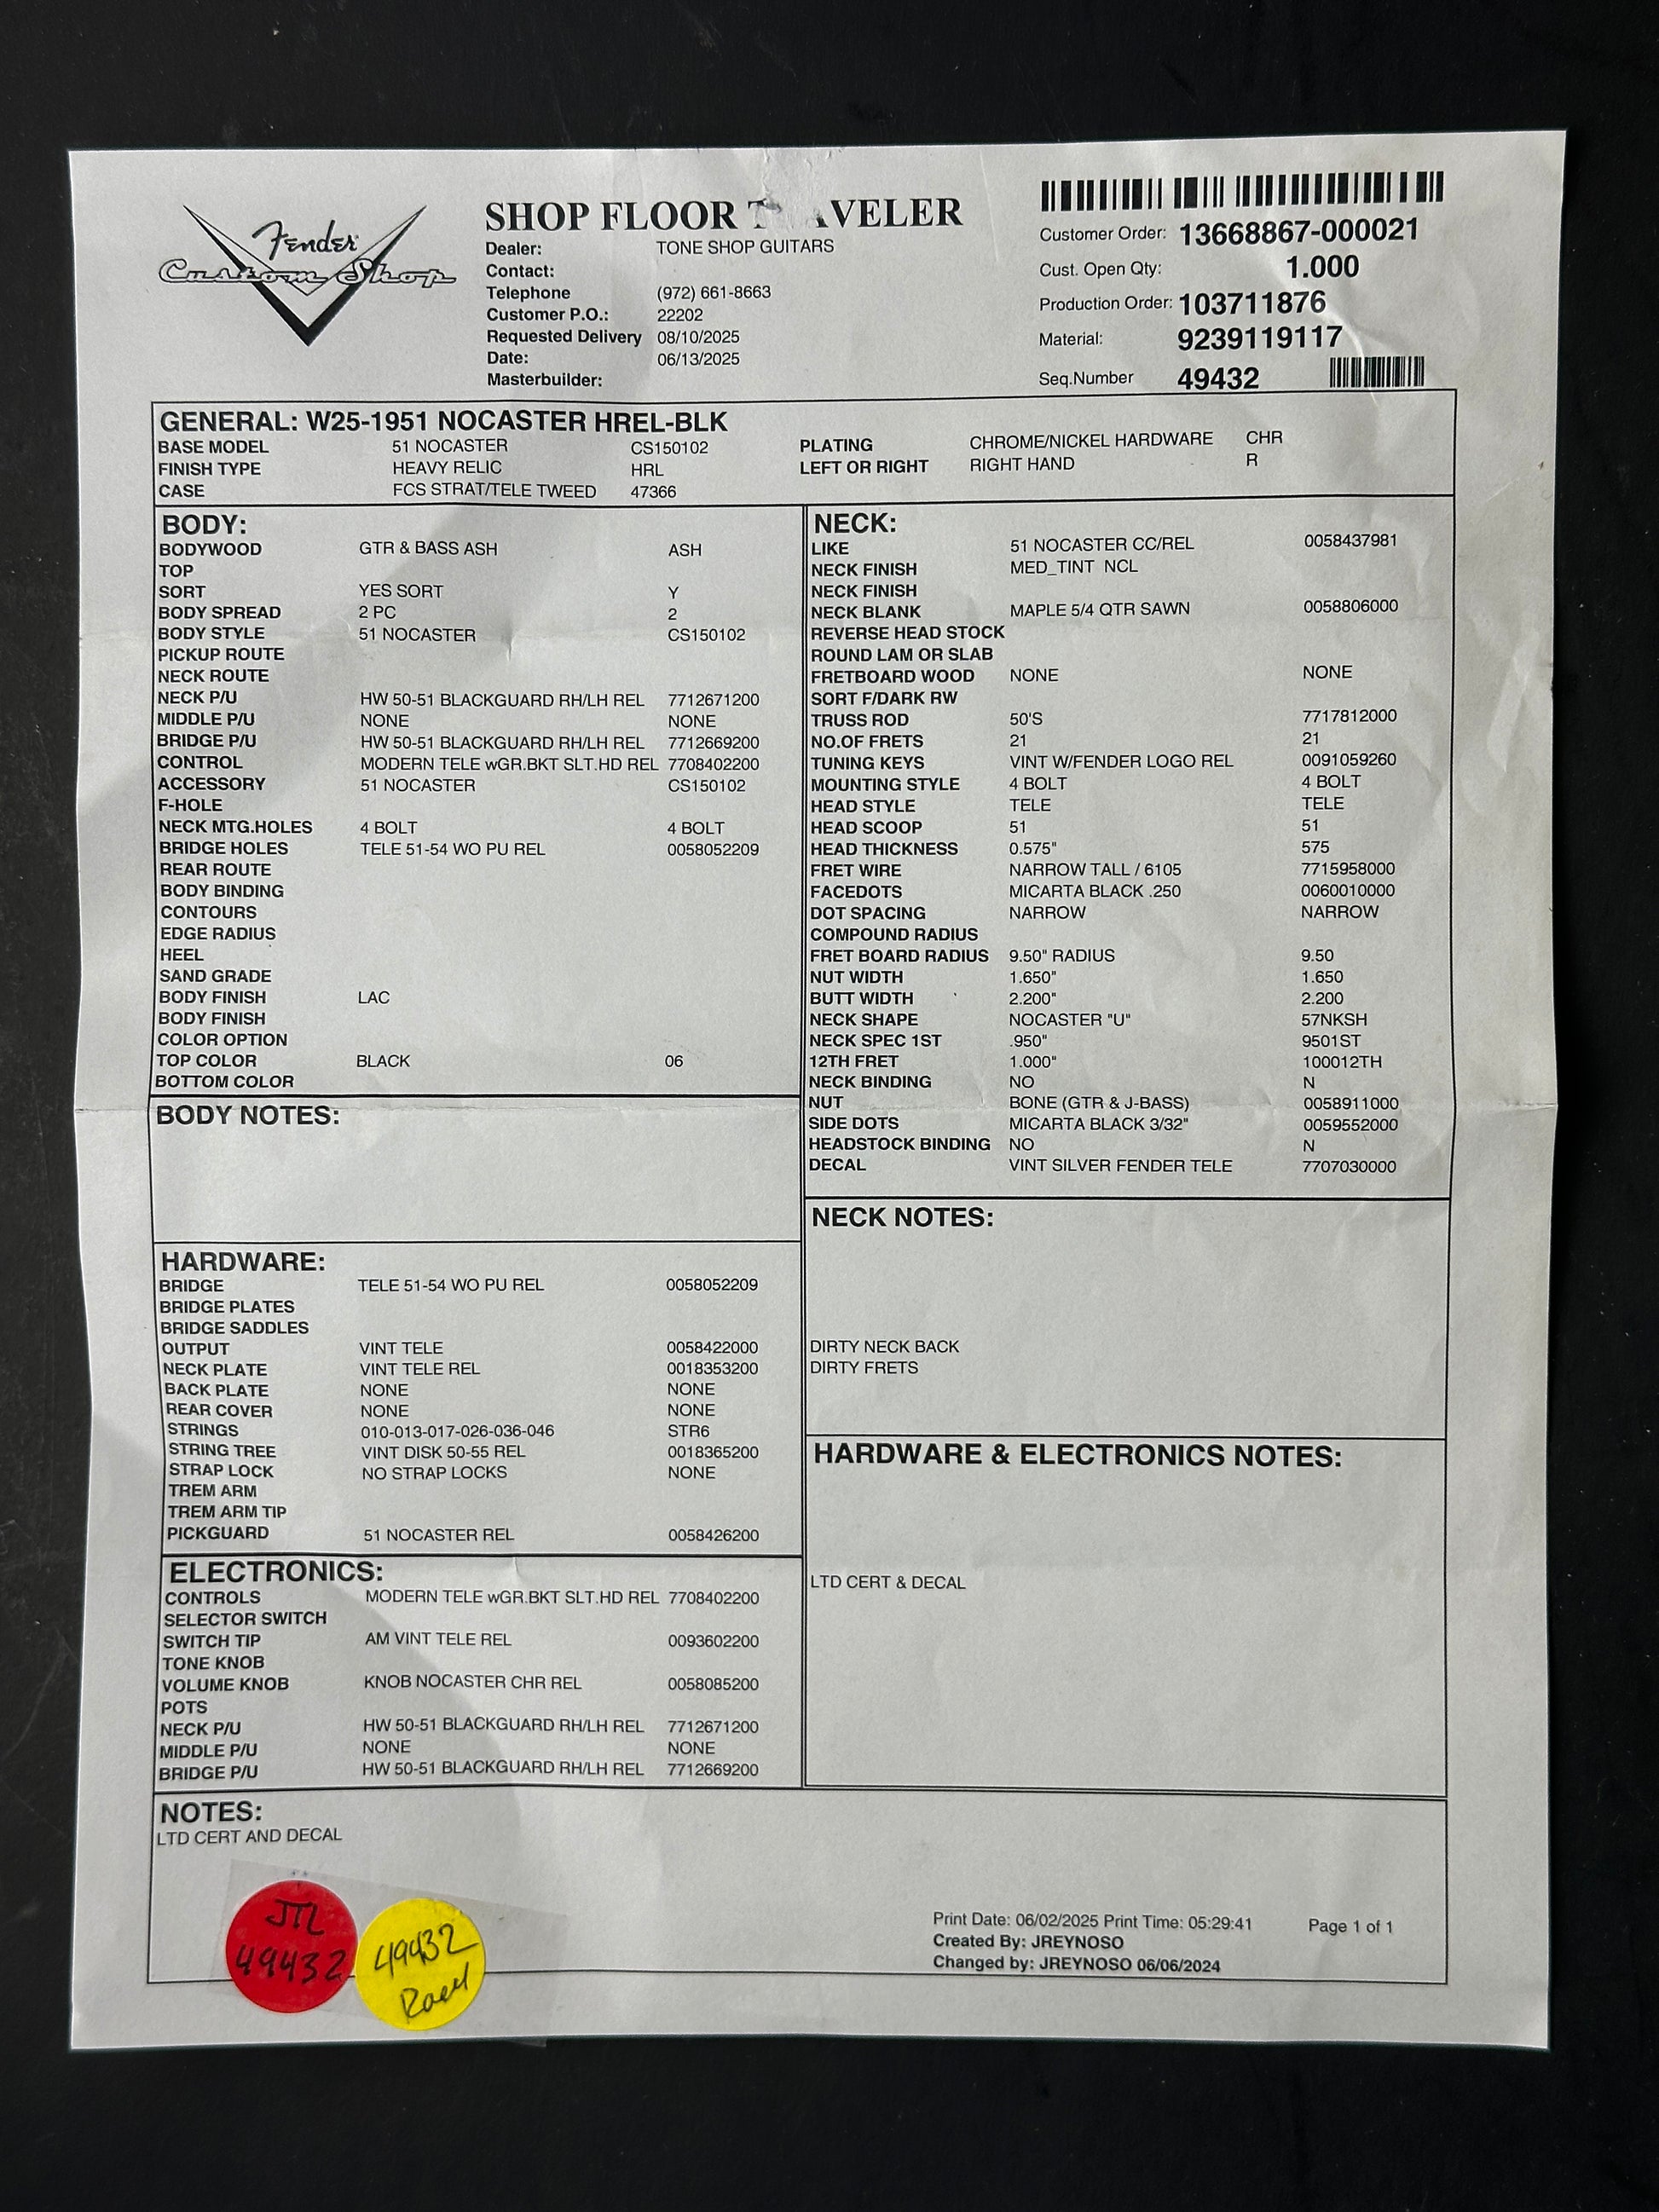 Fender
Custom Shop
SHOP FLOOR T AVELER
Dealer: TONE SHOP GUITARS
Contact:
Telephone (972) 661-8663
Customer P.O.: 22202
Requested Delivery 08/10/2025
Date: 06/13/2025
Masterbuilder:
Customer Order: 13668867-000021
Cust. Open Qty: 1.000
Production Order: 103711876
Material: 9239119117
Seq.Number 49432
GENERAL: W25-1951 NOCASTER HREL-BLK
BASE MODEL 51 NOCASTER CS150102 PLATING CHROME/NICKEL HARDWARE CHR
FINISH TYPE HEAVY RELIC HRL LEFT OR RIGHT RIGHT HAND R
CASE FCS STRAT/TELE TWEED 47366
BODY:
BODYWOOD GTR & BASS ASH ASH
TOP
SORT YES SORT Y
BODY SPREAD 2 PC 2
BODY STYLE 51 NOCASTER CS150102
PICKUP ROUTE
NECK ROUTE
NECK P/U HW 50-51 BLACKGUARD RH/LH REL 7712671200
MIDDLE P/U NONE NONE
BRIDGE P/U HW 50-51 BLACKGUARD RH/LH REL 7712669200
CONTROL MODERN TELE wGR.BKT SLT.HD REL 7708402200
ACCESSORY 51 NOCASTER CS150102
F-HOLE
NECK MTG.HOLES 4 BOLT 4 BOLT
BRIDGE HOLES TELE 51-54 WO PU REL 0058052209
REAR ROUTE
BODY BINDING
CONTOURS
EDGE RADIUS
HEEL
SAND GRADE
BODY FINISH LAC
BODY FINISH
COLOR OPTION
TOP COLOR BLACK 06
BOTTOM COLOR
BODY NOTES:
HARDWARE:
BRIDGE TELE 51-54 WO PU REL 0058052209
BRIDGE PLATES
BRIDGE SADDLES
OUTPUT VINT TELE 0058422000
NECK PLATE VINT TELE REL 0018353200
BACK PLATE NONE NONE
REAR COVER NONE NONE
STRINGS 010-013-017-026-036-046 STR6
STRING TREE VINT DISK 50-55 REL 0018365200
STRAP LOCK NO STRAP LOCKS NONE
TREM ARM
TREM ARM TIP
PICKGUARD 51 NOCASTER REL 0058426200
ELECTRONICS:
CONTROLS MODERN TELE wGR.BKT SLT.HD REL 7708402200
SELECTOR SWITCH
SWITCH TIP AM VINT TELE REL 0093602200
TONE KNOB
VOLUME KNOB KNOB NOCASTER CHR REL 0058085200
POTS
NECK P/U HW 50-51 BLACKGUARD RH/LH REL 7712671200
MIDDLE P/U NONE NONE
BRIDGE P/U HW 50-51 BLACKGUARD RH/LH REL 7712669200
NECK:
LIKE 51 NOCASTER CC/REL 0058437981
NECK FINISH MED_TINT NCL
NECK FINISH
NECK BLANK MAPLE 5/4 QTR SAWN 0058806000
REVERSE HEAD STOCK
ROUND LAM OR SLAB
FRETBOARD WOOD NONE NONE
SORT F/DARK RW
TRUSS ROD 50'S 7717812000
NO.OF FRETS 21 21
TUNING KEYS VINT W/FENDER LOGO REL 0091059260
MOUNTING STYLE 4 BOLT 4 BOLT
HEAD STYLE TELE TELE
HEAD SCOOP 51 51
HEAD THICKNESS 0.575" 575
FRET WIRE NARROW TALL / 6105 7715958000
FACEDOTS MICARTA BLACK .250 0060010000
DOT SPACING NARROW NARROW
COMPOUND RADIUS
FRET BOARD RADIUS 9.50" RADIUS 9.50
NUT WIDTH 1.650" 1.650
BUTT WIDTH 2.200" 2.200
NECK SHAPE NOCASTER "U" 57NKSH
NECK SPEC 1ST .950" 9501ST
12TH FRET 1.000" 100012TH
NECK BINDING NO N
NUT BONE (GTR & J-BASS) 0058911000
SIDE DOTS MICARTA BLACK 3/32" 0059552000
HEADSTOCK BINDING NO N
DECAL VINT SILVER FENDER TELE 7707030000
NECK NOTES:
DIRTY NECK BACK
DIRTY FRETS
HARDWARE & ELECTRONICS NOTES:
LTD CERT & DECAL
NOTES:
LTD CERT AND DECAL
49432
49432
Print Date: 06/02/2025 Print Time: 05:29:41 Page 1 of 1
Created By: JREYNOSO
Changed by: JREYNOSO 06/06/2024